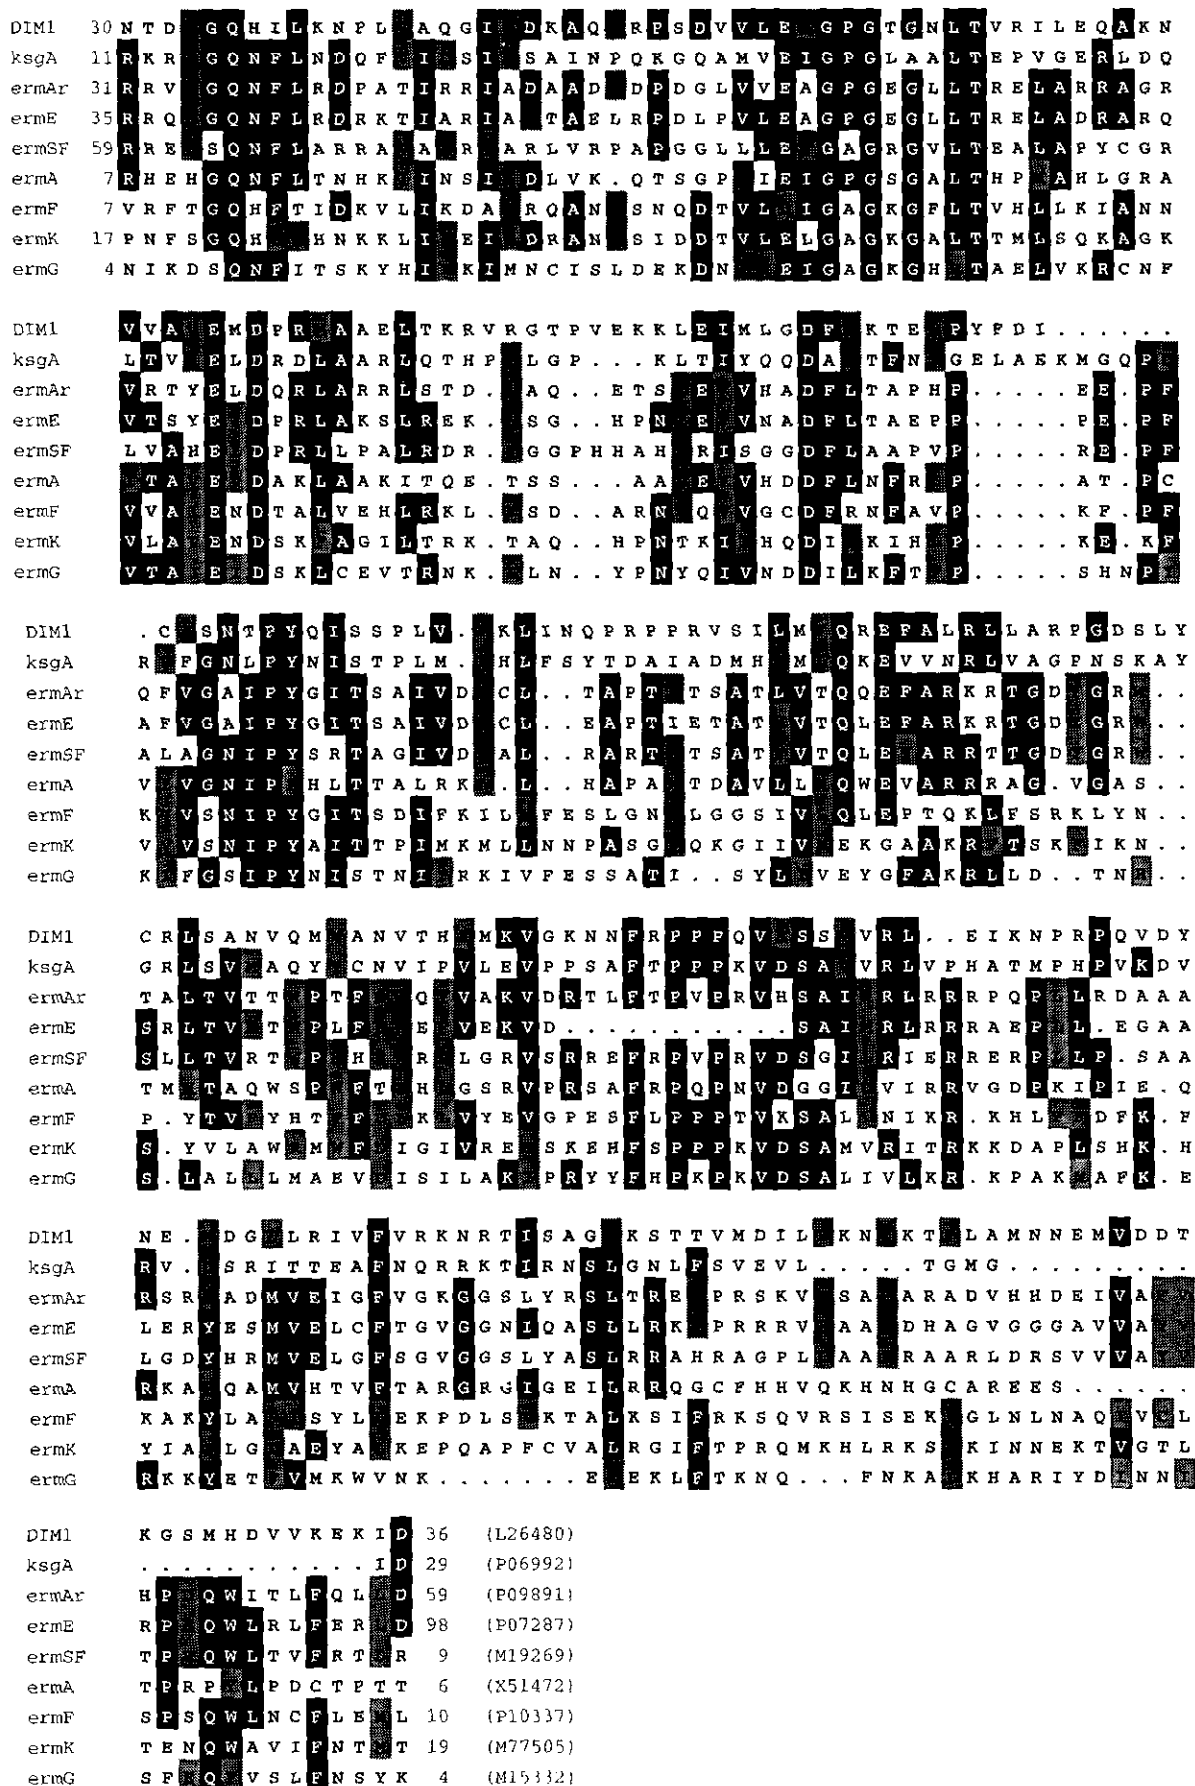 DIM1 30 N T D G Q H I L K N P L A Q G I D K A Q R P S D V V L E G P G T G N L T V R I L E Q A K N
ksgA 11 R K R G Q N F L N D Q F I S I S A I N P Q K G Q A M V E I G P G L A A L T E P V G E R L D Q
ermAr 31 R R V G Q N F L R D P A T I R R I A D A A D D P D G L V V E A G P G E G L L T R E L A R R A G R
ermE 35 R R Q G Q N F L R D R K T I A R I A T A E L R P D L P V L E A G P G E G L L T R E L A D R A R Q
ermSF 59 R R E S Q N F L A R R A A R A R L V R P A P G G L L L E G A G R G V L T E A L A P Y C G R
ermA 7 R H E H G Q N F L T N H K I N S I D L V K . Q T S G P I E I G P G S G A L T H P A H L G R A
ermF 7 V R F T G Q H F T I D K V L I K D A R Q A N S N Q D T V L I G A G K G F L T V H L L K I A N N
ermK 17 P N F S G Q H H N K K L I E I D R A N S I D D T V L E L G A G K G A L T T M L S Q K A G K
ermG 4 N I K D S Q N F I T S K Y H I K I M N C I S L D E K D N E I G A G K G H T A E L V K R C N F
DIM1 V V A E M D P R A A E L T K R V R G T P V E K K L E I M L G D F K T E P Y F D I . . . . . .
ksgA L T V E L D R D L A A R L Q T H P L G P . . . K L T I Y Q Q D A T F N G E L A E K M G Q P
ermAr V R T Y E L D Q R L A R R L S T D . A Q . . E T S E V H A D F L T A P H P . . . . . E E . P F
ermE V T S Y E D P R L A K S L R E K . S G . . H P N E V N A D F L T A E P P . . . . . P E . P F
ermSF L V A H E D P R L L P A L R D R . G G P H H A H R I S G G D F L A A P V P . . . . . R E . P F
ermA T A E D A K L A A K I T Q E . T S S . . . A A E V H D D F L N F R P . . . . . A T . P C
ermF V V A E N D T A L V E H L R K L . S D . . A R N Q V G C D F R N F A V P . . . . . K F . P F
ermK V L A E N D S K A G I L T R K . T A Q . . H P N T K I H Q D I K I H P . . . . . K E . K F
ermG V T A E D S K L C E V T R N K . L N . . Y P N Y Q I V N D D I L K F T P . . . . . S H N P
DIM1 . C S N T P Y Q I S S P L V . K L I N Q P R P P R V S I L M Q R E F A L R L L A R P G D S L Y
ksgA R F G N L P Y N I S T P L M . H L F S Y T D A I A D M H M Q K E V V N R L V A G P N S K A Y
ermAr Q F V G A I P Y G I T S A I V D C L . . T A P T T S A T L V T Q Q E F A R K R T G D G R . .
ermE A F V G A I P Y G I T S A I V D C L . . E A P T I E T A T V T Q L E F A R K R T G D G R . .
ermSF A L A G N I P Y S R T A G I V D A L . . R A R T T S A T V T Q L E A R R T T G D G R . .
ermA V V G N I P H L T T A L R K . L . . H A P A T D A V L L Q W E V A R R R A G . V G A S . .
ermF K V S N I P Y G I T S D I F K I L F E S L G N L G G S I V Q L E P T Q K L F S R K L Y N . .
ermK V V S N I P Y A I T T P I M K M L L N N P A S G Q K G I I V E K G A A K R T S K I K N . .
ermG K F G S I P Y N I S T N I R K I V F E S S A T I . . S Y L V E Y G F A K R L L D . . T N . .
DIM1 C R L S A N V Q M A N V T H M K V G K N N F R P P P Q V S S V R L . . E I K N P R P Q V D Y
ksgA G R L S V A Q Y C N V I P V L E V P P S A F T P P P K V D S A V R L V P H A T M P H P V K D V
ermAr T A L T V T T P T F Q V A K V D R T L F T P V P R V H S A I R L R R R P Q P L R D A A A
ermE S R L T V T P L F E V E K V D . . . . . . . . . . . S A I R L R R R A E P L . E G A A
ermSF S L L T V R T P H R L G R V S R R E F R P V P R V D S G I R I E R R E R P L P . S A A
ermA T M T A Q W S P F T H G S R V P R S A F R P Q P N V D G G I V I R R V G D P K I P I E . Q
ermF P . Y T V Y H T F K V Y E V G P E S F L P P P T V K S A L N I K R . K H L D F K . F
ermK S . Y V L A W M F I G I V R E S K E H F S P P P K V D S A M V R I T R K K D A P L S H K . H
ermG S . L A L L M A E V I S I L A K P R Y Y F H P K P K V D S A L I V L K R . K P A K A F K . E
DIM1 N E . D G L R I V F V R K N R T I S A G K S T T V M D I L K N K T L A M N N E M V D D T
ksgA R V . S R I T T E A F N Q R R K T I R N S L G N L F S V E V L . . . . . T G M G . . . . . . .
ermAr R S R A D M V E I G F V G K G G S L Y R S L T R E P R S K V S A A R A D V H H D E I V A
ermE L E R Y E S M V E L C F T G V G G N I Q A S L L R K P R R R V A A D H A G V G G G A V V A
ermSF L G D Y H R M V E L G F S G V G G S L Y A S L R R A H R A G P L A A R A A R L D R S V V V A
ermA R K A Q A M V H T V F T A R G R G I G E I L R R Q G C F H H V Q K H N H G C A R E E S . . . . . .
ermF K A K Y L A S Y L E K P D L S K T A L K S I F R K S Q V R S I S E K G L N L N A Q V C L
ermK Y I A L G A E Y A K E P Q A P F C V A L R G I F T P R Q M K H L R K S K I N N E K T V G T L
ermG R K K Y E T V M K W V N K . . . . . . . E E K L F T K N Q . . . F N K A K H A R I Y D I N N I
DIM1 K G S M H D V V K E K I D 36 (L26480)
ksgA . . . . . . . . . . . I D 29 (P06992)
ermAr H P Q W I T L F Q L D 59 (P09891)
ermE R P Q W L R L F E R D 98 (P07287)
ermSF T P Q W L T V F R T R 9 (M19269)
ermA T P R P L P D C T P T T 6 (X51472)
ermF S P S Q W L N C F L E L 10 (P10337)
ermK T E N Q W A V I F N T T 19 (M77505)
ermG S F Q V S L F N S Y K 4 (M15332)